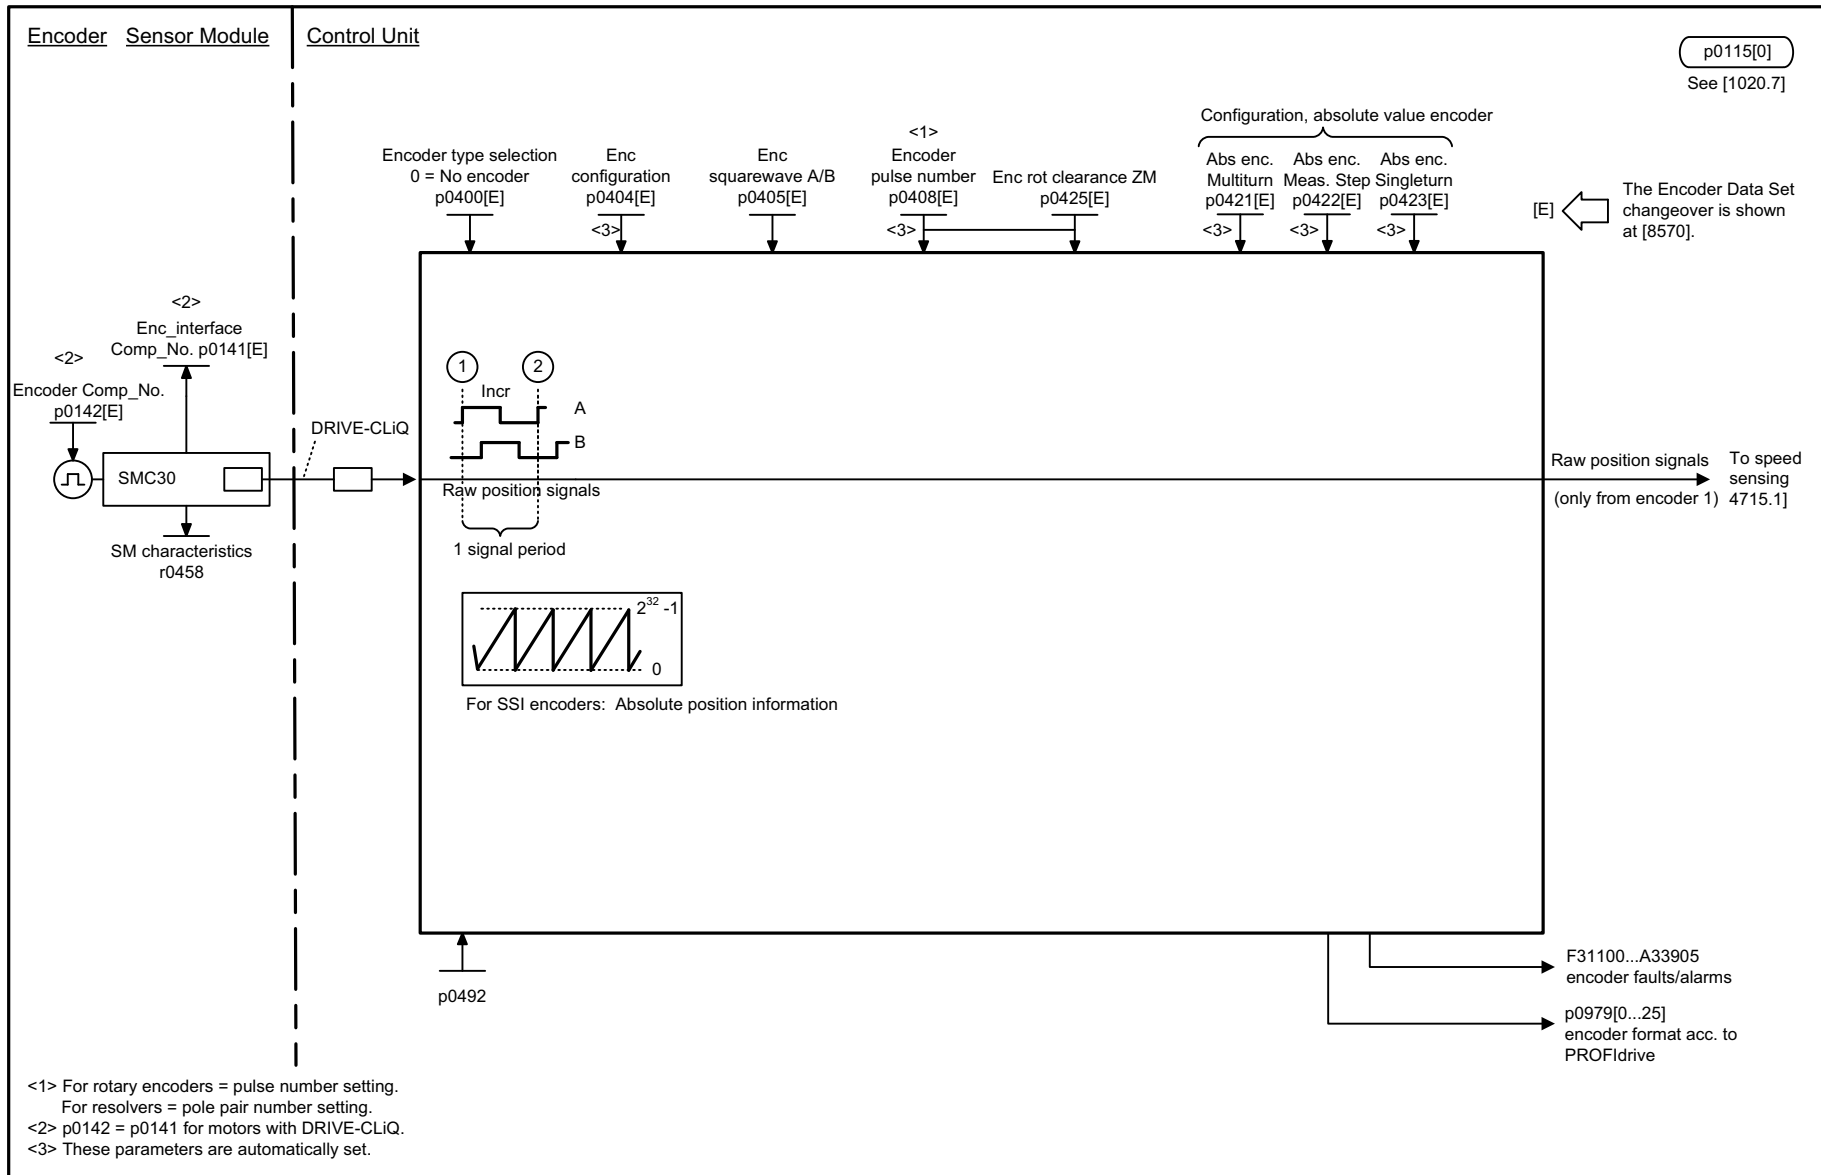 Encoder Sensor Module Control Unit
p0115[0]
See [1020.7]
Configuration, absolute value encoder
Encoder type selection
0 = No encoder
p0400[E]
Enc
configuration
p0404[E]
<3>
Enc
squarewave A/B
p0405[E]
<1>
Encoder
pulse number
p0408[E]
<3>
Enc rot clearance ZM
p0425[E]
Abs enc.
Multiturn
p0421[E]
<3>
Abs enc.
Meas. Step
p0422[E]
<3>
Abs enc.
Singleturn
p0423[E]
<3>
[E]
The Encoder Data Set
changeover is shown
at [8570].
<2>
Enc_interface
Comp_No. p0141[E]
<2>
Encoder Comp_No.
p0142[E]
SMC30
DRIVE-CLiQ
SM characteristics
r0458
1
2
Incr
A
B
Raw position signals
1 signal period
2³² -1
0
For SSI encoders: Absolute position information
Raw position signals
(only from encoder 1)
To speed
sensing
4715.1]
p0492
F31100...A33905
encoder faults/alarms
p0979[0...25]
encoder format acc. to
PROFIdrive
<1> For rotary encoders = pulse number setting.
For resolvers = pole pair number setting.
<2> p0142 = p0141 for motors with DRIVE-CLiQ.
<3> These parameters are automatically set.